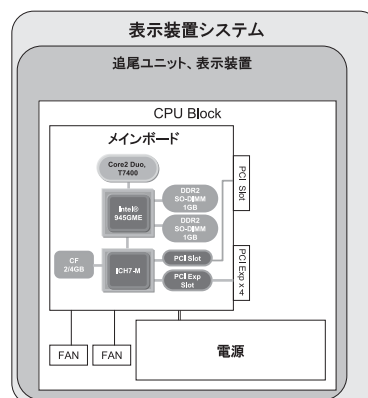 表示装置システム
追尾ユニット、表示装置
CPU Block
メインボード
Core2 Duo,
T7400
DDR2
SO-DIMM
1GB
Intel®
945GME
DDR2
SO-DIMM
1GB
CF
2/4GB
ICH7-M
PCI Slot
PCI Exp
Slot
PCI Slot
PCI Exp x 4
FAN
FAN
電源